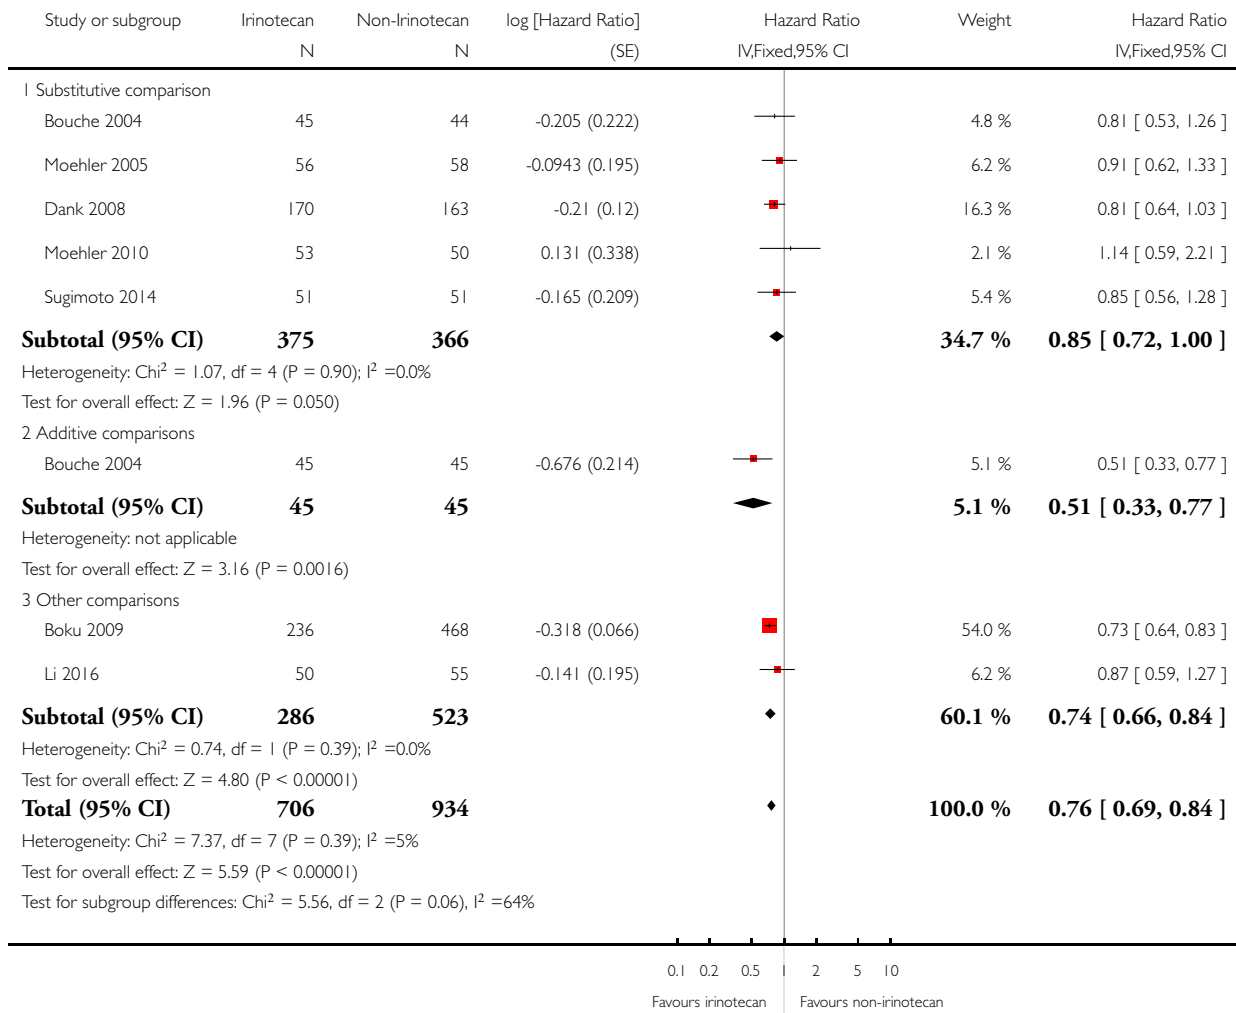 Study or subgroup Irinotecan Non-Irinotecan log [Hazard Ratio] Hazard Ratio Weight Hazard Ratio
N N (SE) IV,Fixed,95% CI IV,Fixed,95% CI
1 Substitutive comparison
Bouche 2004 45 44 -0.205 (0.222) 4.8 % 0.81 [ 0.53, 1.26 ]
Moehler 2005 56 58 -0.0943 (0.195) 6.2 % 0.91 [ 0.62, 1.33 ]
Dank 2008 170 163 -0.21 (0.12) 16.3 % 0.81 [ 0.64, 1.03 ]
Moehler 2010 53 50 0.131 (0.338) 2.1 % 1.14 [ 0.59, 2.21 ]
Sugimoto 2014 51 51 -0.165 (0.209) 5.4 % 0.85 [ 0.56, 1.28 ]
Subtotal (95% CI) 375 366 34.7 % 0.85 [ 0.72, 1.00 ]
Heterogeneity: Chi² = 1.07, df = 4 (P = 0.90); I² =0.0%
Test for overall effect: Z = 1.96 (P = 0.050)
2 Additive comparisons
Bouche 2004 45 45 -0.676 (0.214) 5.1 % 0.51 [ 0.33, 0.77 ]
Subtotal (95% CI) 45 45 5.1 % 0.51 [ 0.33, 0.77 ]
Heterogeneity: not applicable
Test for overall effect: Z = 3.16 (P = 0.0016)
3 Other comparisons
Boku 2009 236 468 -0.318 (0.066) 54.0 % 0.73 [ 0.64, 0.83 ]
Li 2016 50 55 -0.141 (0.195) 6.2 % 0.87 [ 0.59, 1.27 ]
Subtotal (95% CI) 286 523 60.1 % 0.74 [ 0.66, 0.84 ]
Heterogeneity: Chi² = 0.74, df = 1 (P = 0.39); I² =0.0%
Test for overall effect: Z = 4.80 (P < 0.00001)
Total (95% CI) 706 934 100.0 % 0.76 [ 0.69, 0.84 ]
Heterogeneity: Chi² = 7.37, df = 7 (P = 0.39); I² =5%
Test for overall effect: Z = 5.59 (P < 0.00001)
Test for subgroup differences: Chi² = 5.56, df = 2 (P = 0.06), I² =64%
0.1 0.2 0.5 1 2 5 10
Favours irinotecan Favours non-irinotecan